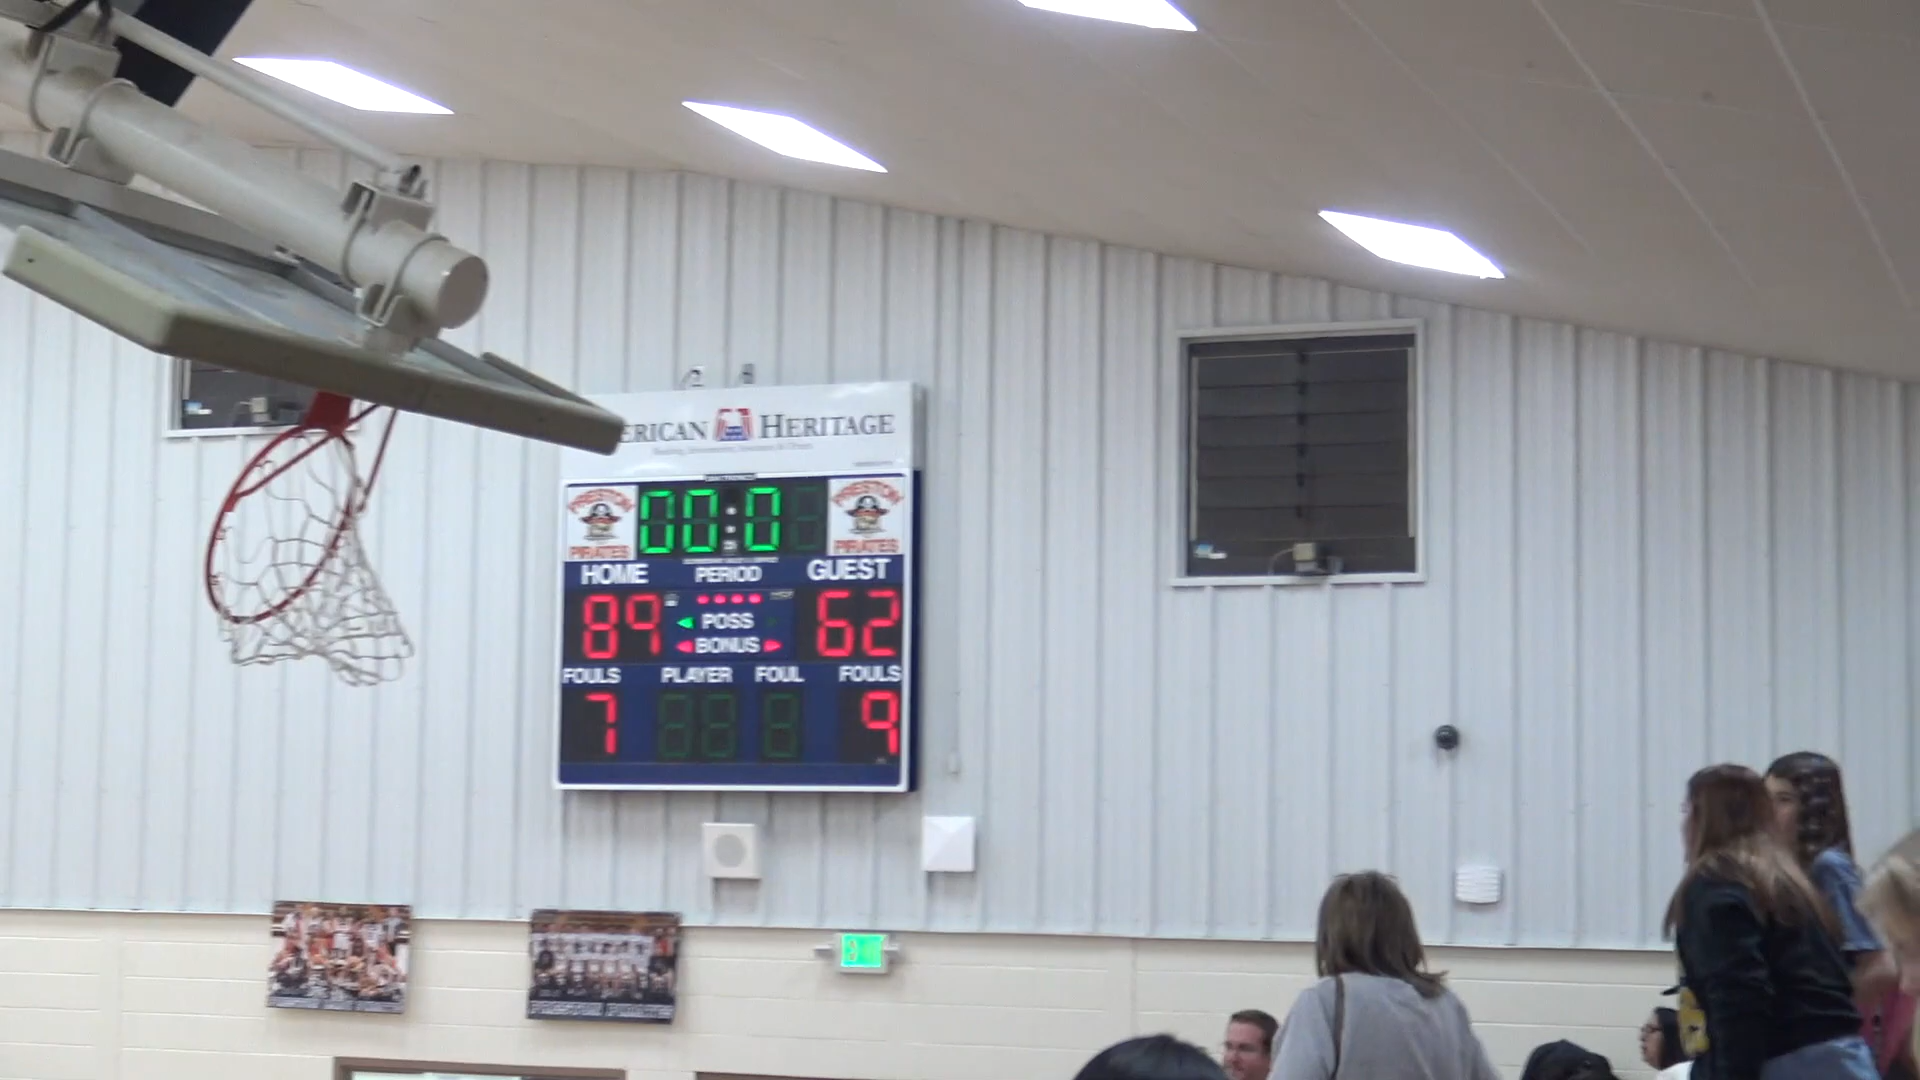 ERICAN HERITAGE
PRESTON PIRATES
00:0
PRESTON PIRATES
HOME PERIOD GUEST
89 62
POSS
BONUS
FOULS PLAYER FOUL FOULS
7 9